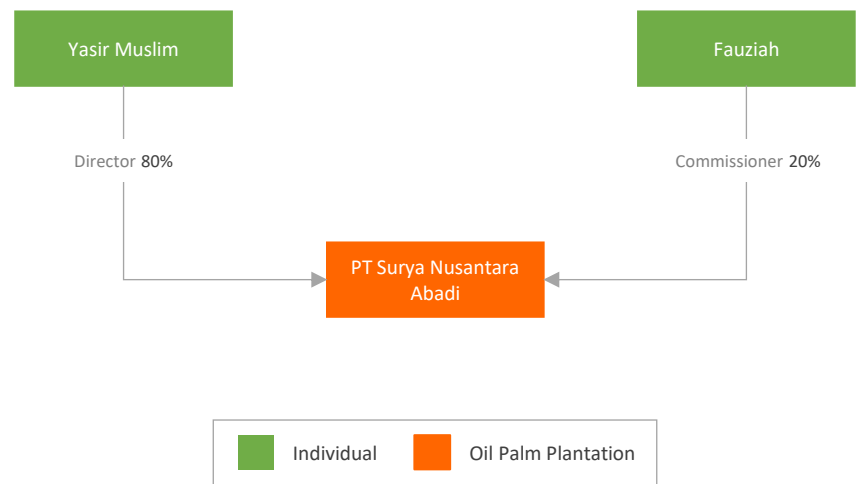 Yasir Muslim
Fauziah
Director 80%
Commissioner 20%
PT Surya Nusantara
Abadi
Individual
Oil Palm Plantation